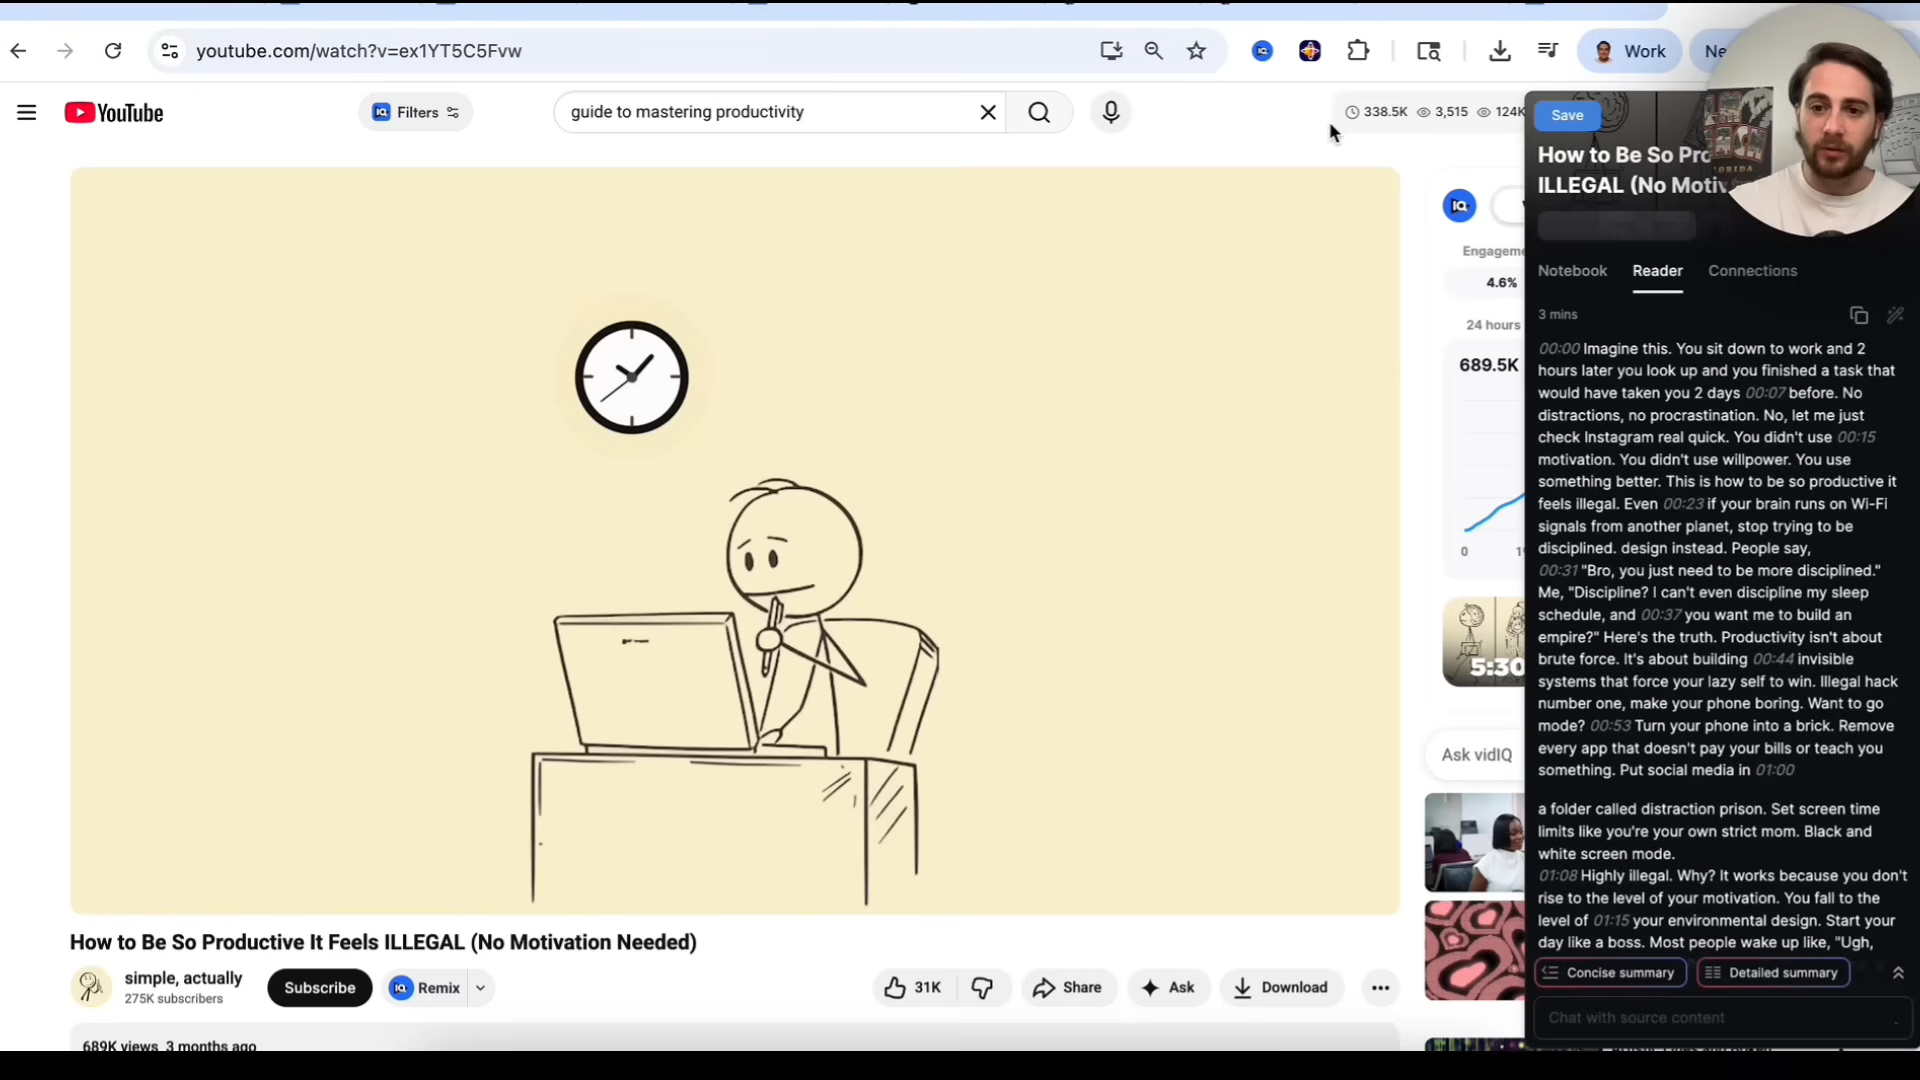 youtube.com/watch?v=ex1YT5C5Fvw
Work
Ne
YouTube
IQ
Filters
guide to mastering productivity
338.5K
3,515
124K
Save
How to Be So Pro
ILLEGAL (No Motiv
Notebook
Reader
Connections
3 mins
00:00 Imagine this. You sit down to work and 2
hours later you look up and you finished a task that
would have taken you 2 days 00:07 before. No
distractions, no procrastination. No, let me just
check Instagram real quick. You didn't use 00:15
motivation. You didn't use willpower. You use
something better. This is how to be so productive it
feels illegal. Even 00:23 if your brain runs on Wi-Fi
signals from another planet, stop trying to be
disciplined. design instead. People say,
00:31 "Bro, you just need to be more disciplined."
Me, "Discipline? I can't even discipline my sleep
schedule, and 00:37 you want me to build an
empire?" Here's the truth. Productivity isn't about
brute force. It's about building 00:44 invisible
systems that force your lazy self to win. Illegal hack
number one, make your phone boring. Want to go
mode? 00:53 Turn your phone into a brick. Remove
every app that doesn't pay your bills or teach you
something. Put social media in 01:00
a folder called distraction prison. Set screen time
limits like you're your own strict mom. Black and
white screen mode.
01:08 Highly illegal. Why? It works because you don't
rise to the level of your motivation. You fall to the
level of 01:15 your environmental design. Start your
day like a boss. Most people wake up like, "Ugh,
Concise summary
Detailed summary
Chat with source content
IQ
Engageme
4.6%
24 hours
689.5K
0
5:30
Ask vidIQ
How to Be So Productive It Feels ILLEGAL (No Motivation Needed)
simple, actually
275K subscribers
Subscribe
IQ
Remix
31K
Share
Ask
Download
689K views 3 months ago